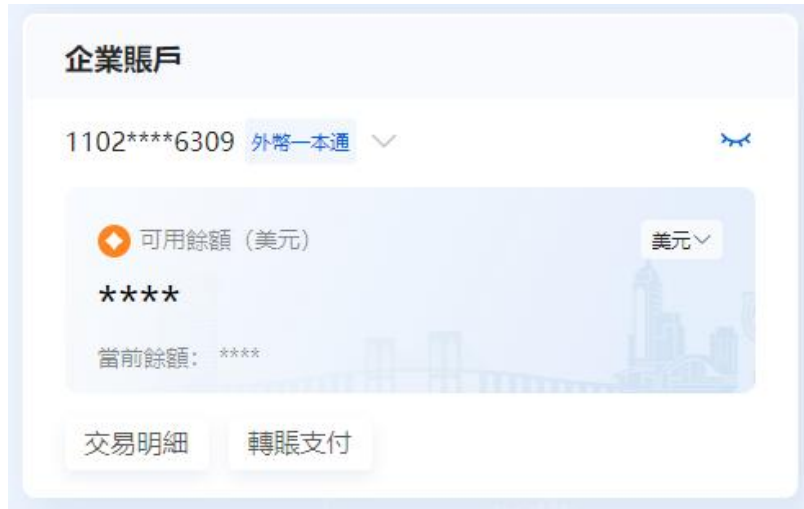 企業賬戶
1102****6309 外幣一本通
可用餘額（美元） 美元
****
當前餘額： ****
交易明細 轉賬支付